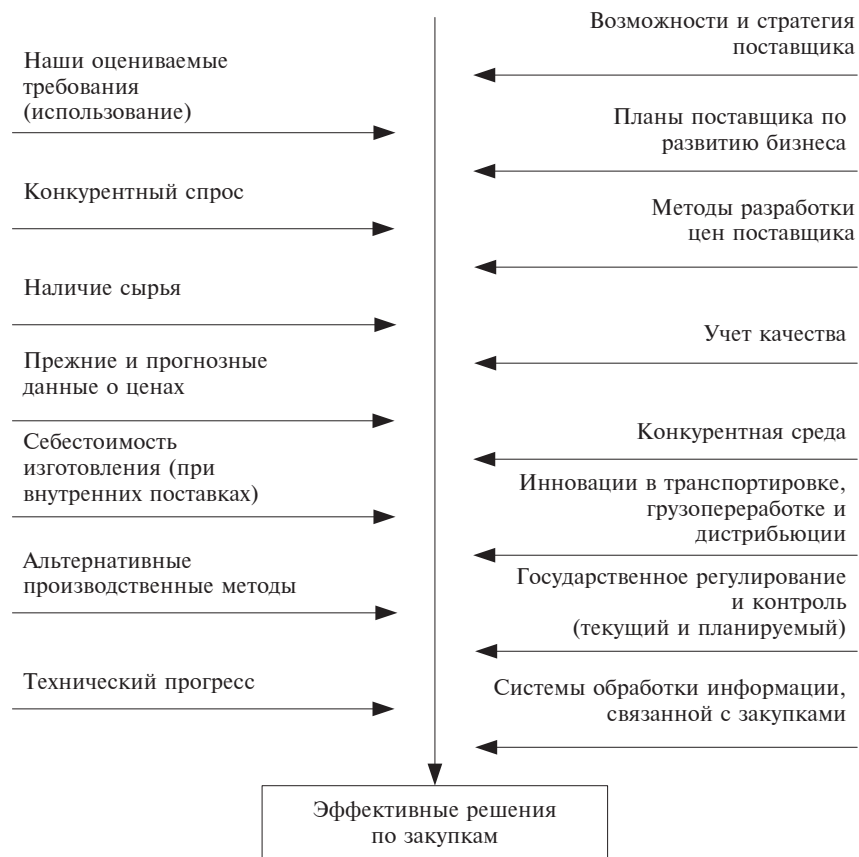 Наши оцениваемые
требования
(использование)
Конкурентный спрос
Наличие сырья
Прежние и прогнозные
данные о ценах
Себестоимость
изготовления (при
внутренних поставках)
Альтернативные
производственные методы
Технический прогресс
Возможности и стратегия
поставщика
Планы поставщика по
развитию бизнеса
Методы разработки
цен поставщика
Учет качества
Конкурентная среда
Инновации в транспортировке,
грузопереработке и
дистрибьюции
Государственное регулирование
и контроль
(текущий и планируемый)
Системы обработки информации,
связанной с закупками
Эффективные решения
по закупкам